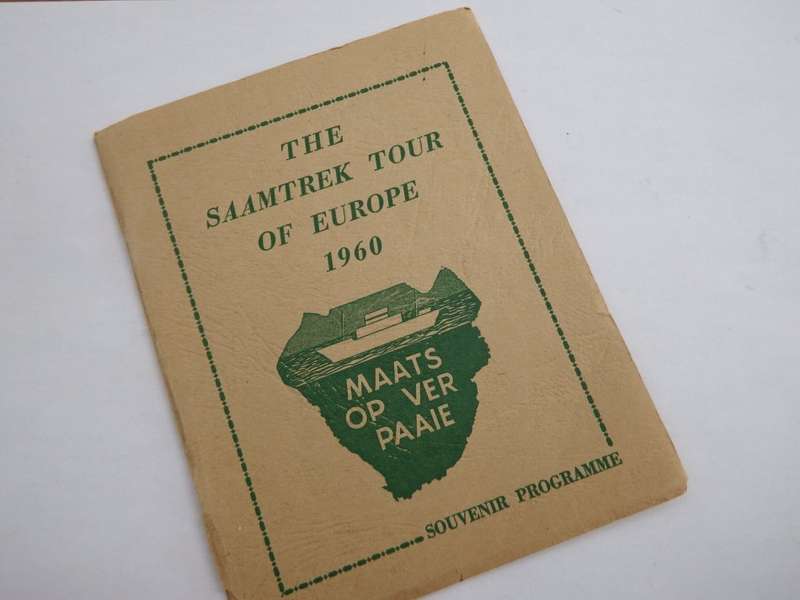 THE
SAAMTREK TOUR
OF EUROPE
1960
MAATS
OP VER
PAAIE
SOUVENIR PROGRAMME